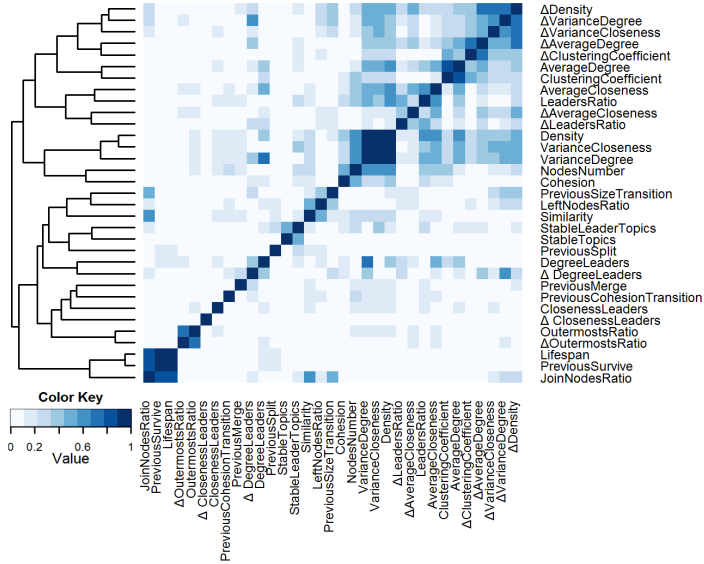 ΔDensity
ΔVarianceDegree
ΔVarianceCloseness
ΔAverageDegree
ΔClusteringCoefficient
AverageDegree
ClusteringCoefficient
AverageCloseness
LeadersRatio
ΔAverageCloseness
ΔLeadersRatio
Density
VarianceCloseness
VarianceDegree
NodesNumber
Cohesion
PreviousSizeTransition
LeftNodesRatio
Similarity
StableLeaderTopics
StableTopics
PreviousSplit
DegreeLeaders
Δ DegreeLeaders
PreviousMerge
PreviousCohesionTransition
ClosenessLeaders
Δ ClosenessLeaders
OutermostsRatio
ΔOutermostsRatio
Lifespan
PreviousSurvive
JoinNodesRatio
Color Key
0 0.2 0.6 1
Value
JoinNodesRatio
PreviousSurvive
Lifespan
ΔOutermostsRatio
OutermostsRatio
Δ ClosenessLeaders
ClosenessLeaders
PreviousCohesionTransition
PreviousMerge
Δ DegreeLeaders
DegreeLeaders
PreviousSplit
StableTopics
StableLeaderTopics
Similarity
LeftNodesRatio
PreviousSizeTransition
Cohesion
NodesNumber
VarianceDegree
VarianceCloseness
Density
ΔLeadersRatio
ΔAverageCloseness
LeadersRatio
AverageCloseness
ClusteringCoefficient
AverageDegree
ΔClusteringCoefficient
ΔAverageDegree
ΔVarianceCloseness
ΔVarianceDegree
ΔDensity